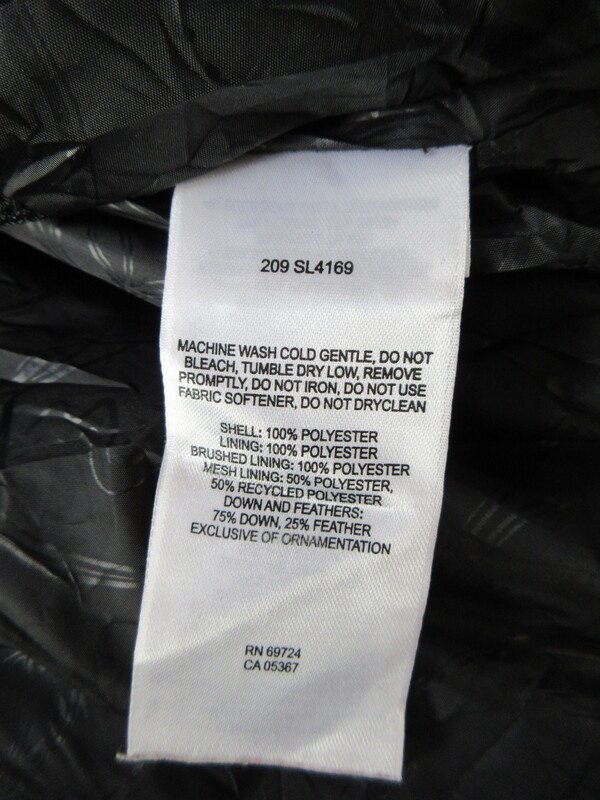 209 SL4169
MACHINE WASH COLD GENTLE, DO NOT
BLEACH, TUMBLE DRY LOW, REMOVE
PROMPTLY, DO NOT IRON, DO NOT USE
FABRIC SOFTENER, DO NOT DRYCLEAN
SHELL: 100% POLYESTER
LINING: 100% POLYESTER
BRUSHED LINING: 100% POLYESTER
MESH LINING: 50% POLYESTER,
50% RECYCLED POLYESTER
DOWN AND FEATHERS:
75% DOWN, 25% FEATHER
EXCLUSIVE OF ORNAMENTATION
RN 69724
CA 05367